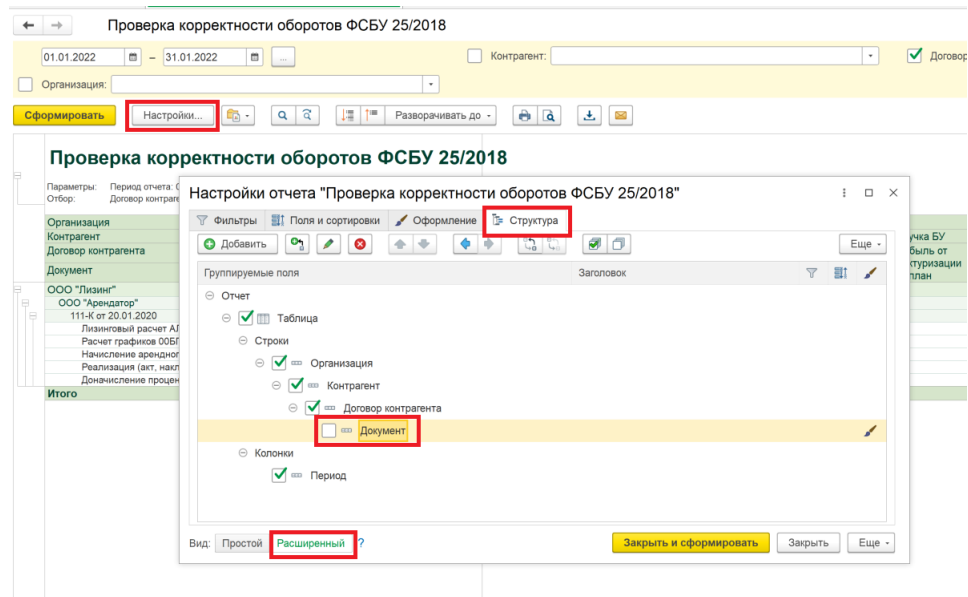 Проверка корректности оборотов ФСБУ 25/2018
01.01.2022 – 31.01.2022 ... Контрагент: Договор
Организация:
Сформировать Настройки... Разворачивать до
Проверка корректности оборотов ФСБУ 25/2018
Параметры: Период отчета:
Отбор: Договор контраге
Настройки отчета "Проверка корректности оборотов ФСБУ 25/2018"
Фильтры Поля и сортировки Оформление Структура
Добавить Еще
Группируемые поля Заголовок
Отчет
Таблица
Строки
Организация
Контрагент
Договор контрагента
Документ
Колонки
Период
Вид: Простой Расширенный ? Закрыть и сформировать Закрыть Еще
Организация
Контрагент
Договор контрагента
Документ
ООО "Лизинг"
ООО "Арендатор"
111-К от 20.01.2020
Лизинговый расчет АЛ
Расчет графиков 00БП
Начисление арендног
Реализация (акт, накл
Доначисление процен
Итого
учка БУ
быль от
ктуризации
план